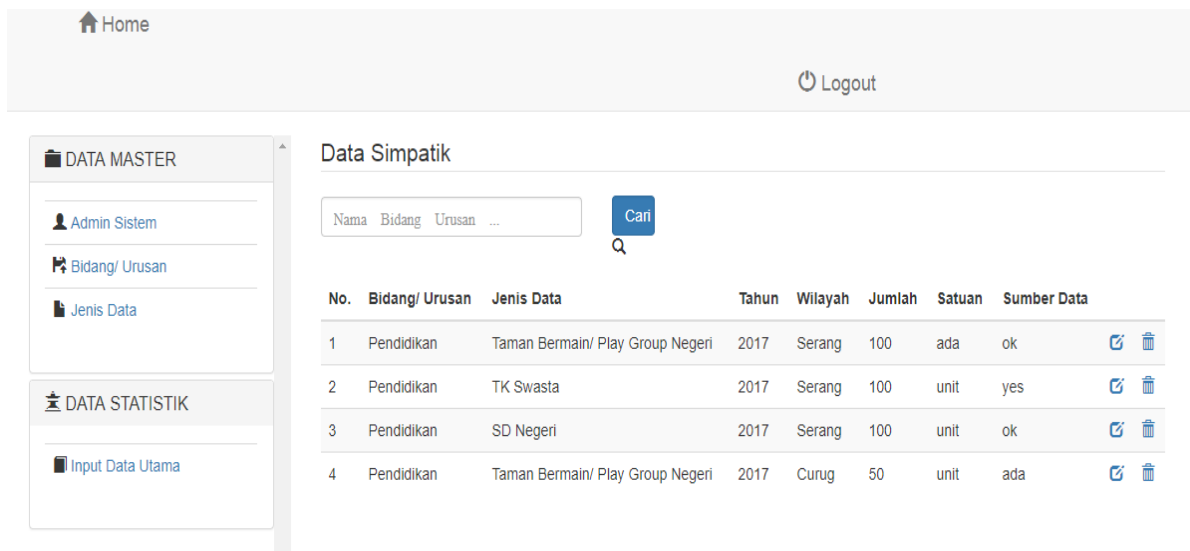 Home
Logout
DATA MASTER
Admin Sistem
Bidang/ Urusan
Jenis Data
DATA STATISTIK
Input Data Utama
Data Simpatik
Nama Bidang Urusan ...
Cari
No. Bidang/ Urusan Jenis Data Tahun Wilayah Jumlah Satuan Sumber Data
1 Pendidikan Taman Bermain/ Play Group Negeri 2017 Serang 100 ada ok
2 Pendidikan TK Swasta 2017 Serang 100 unit yes
3 Pendidikan SD Negeri 2017 Serang 100 unit ok
4 Pendidikan Taman Bermain/ Play Group Negeri 2017 Curug 50 unit ada